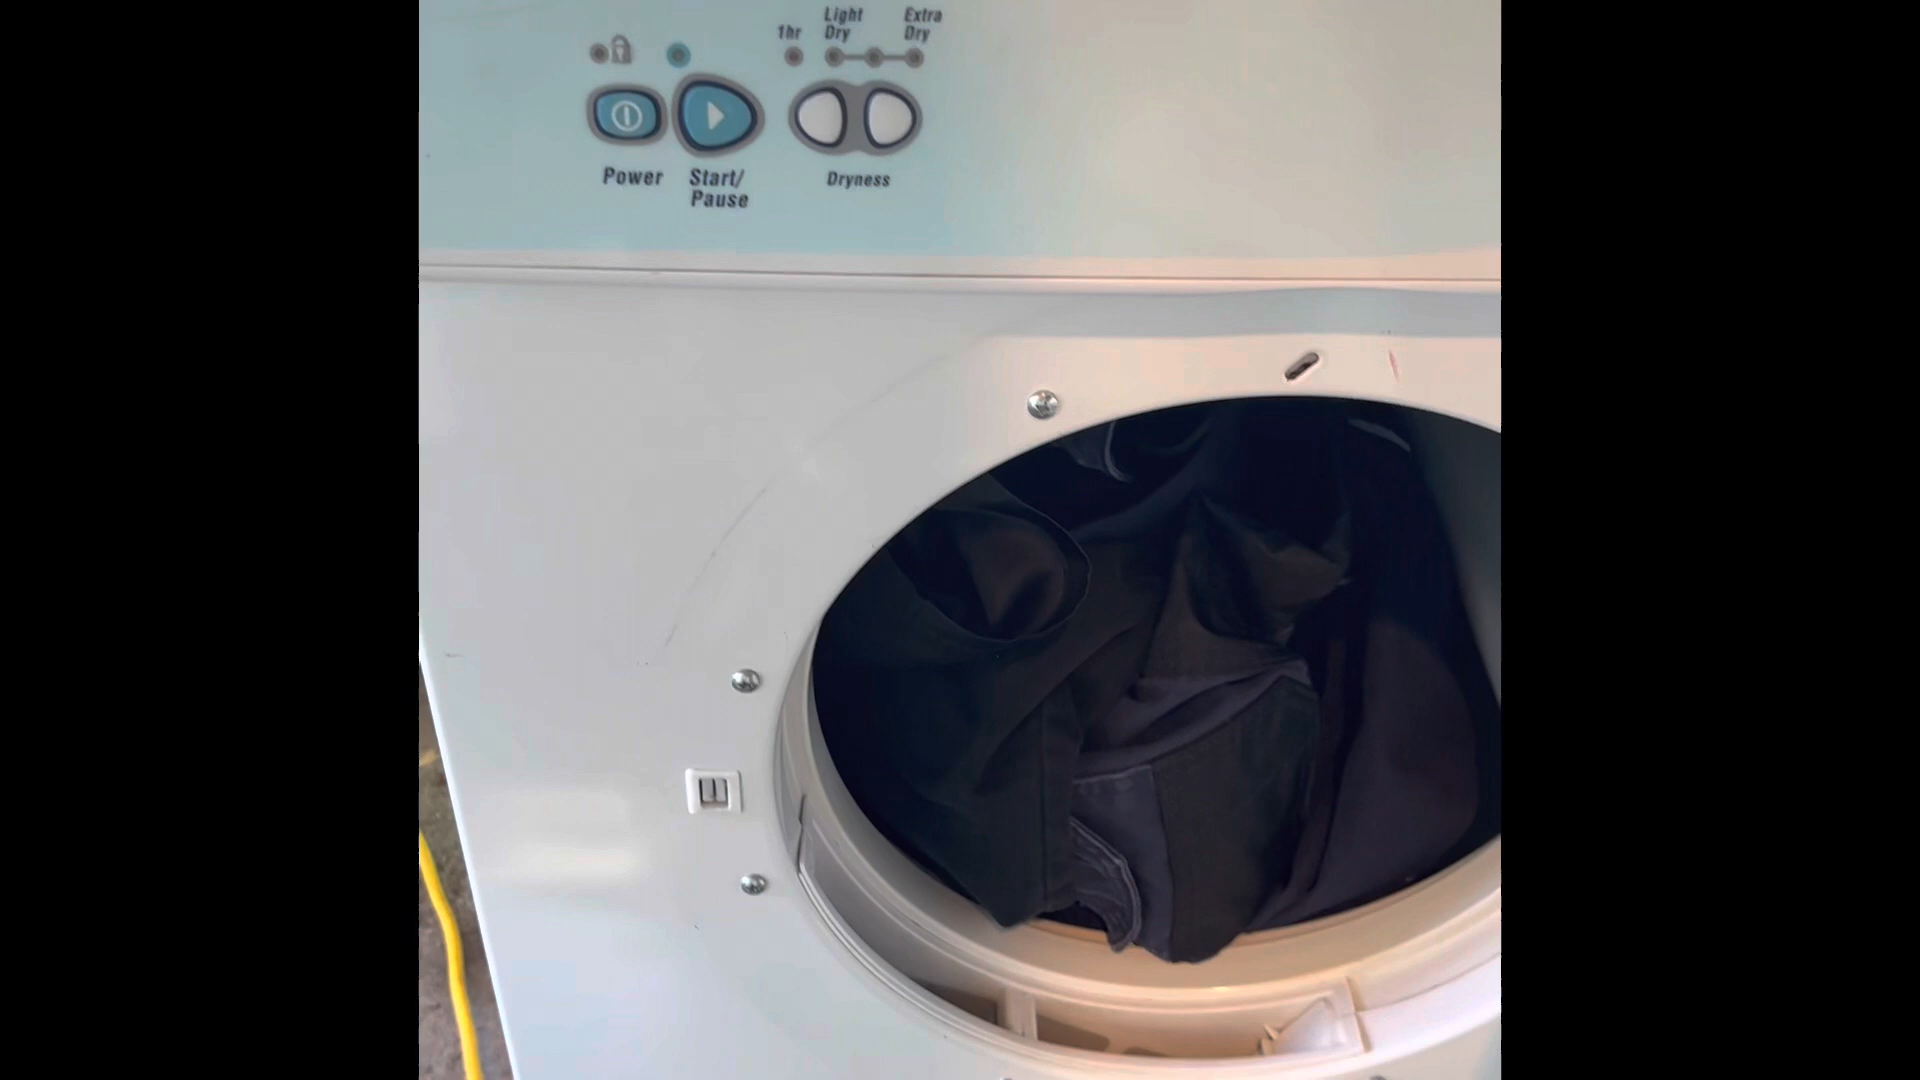 1hr
Light
Dry
Extra
Dry
Power
Start/
Pause
Dryness